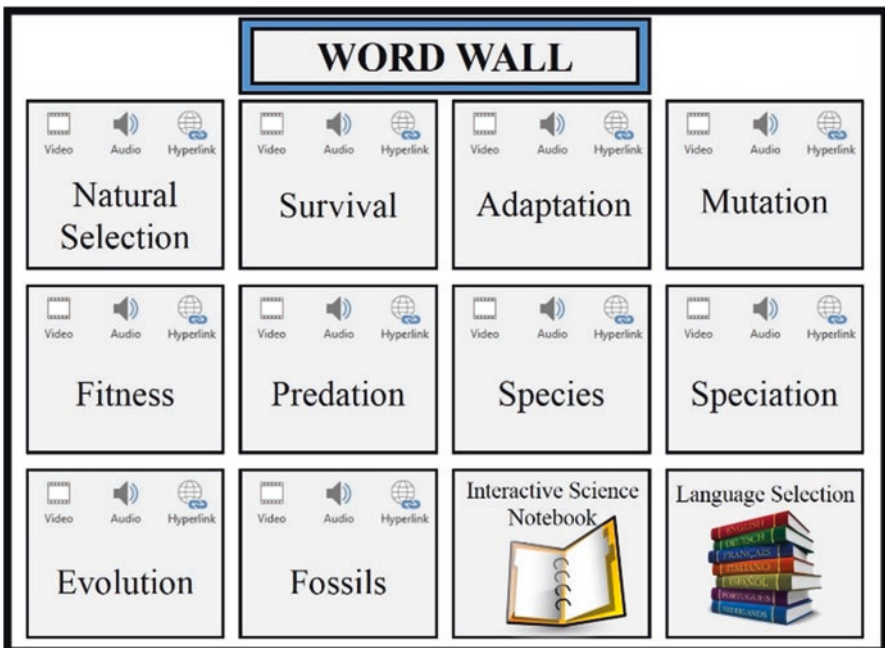 WORD WALL
Video Audio Hyperlink
Natural
Selection
Video Audio Hyperlink
Survival
Video Audio Hyperlink
Adaptation
Video Audio Hyperlink
Mutation
Video Audio Hyperlink
Fitness
Video Audio Hyperlink
Predation
Video Audio Hyperlink
Species
Video Audio Hyperlink
Speciation
Video Audio Hyperlink
Evolution
Video Audio Hyperlink
Fossils
Interactive Science
Notebook
Language Selection
ENGLISH
DEUTSCH
FRANÇAIS
ITALIANO
ESPAÑOL
PORTUGUES